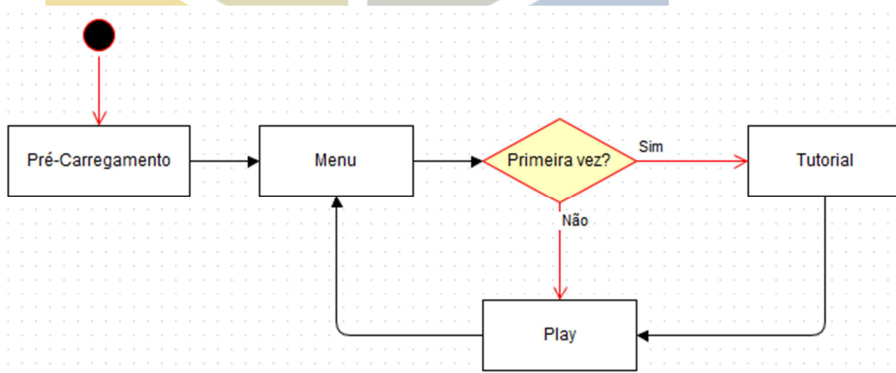 Pré-Carregamento
Menu
Primeira vez?
Sim
Tutorial
Não
Play